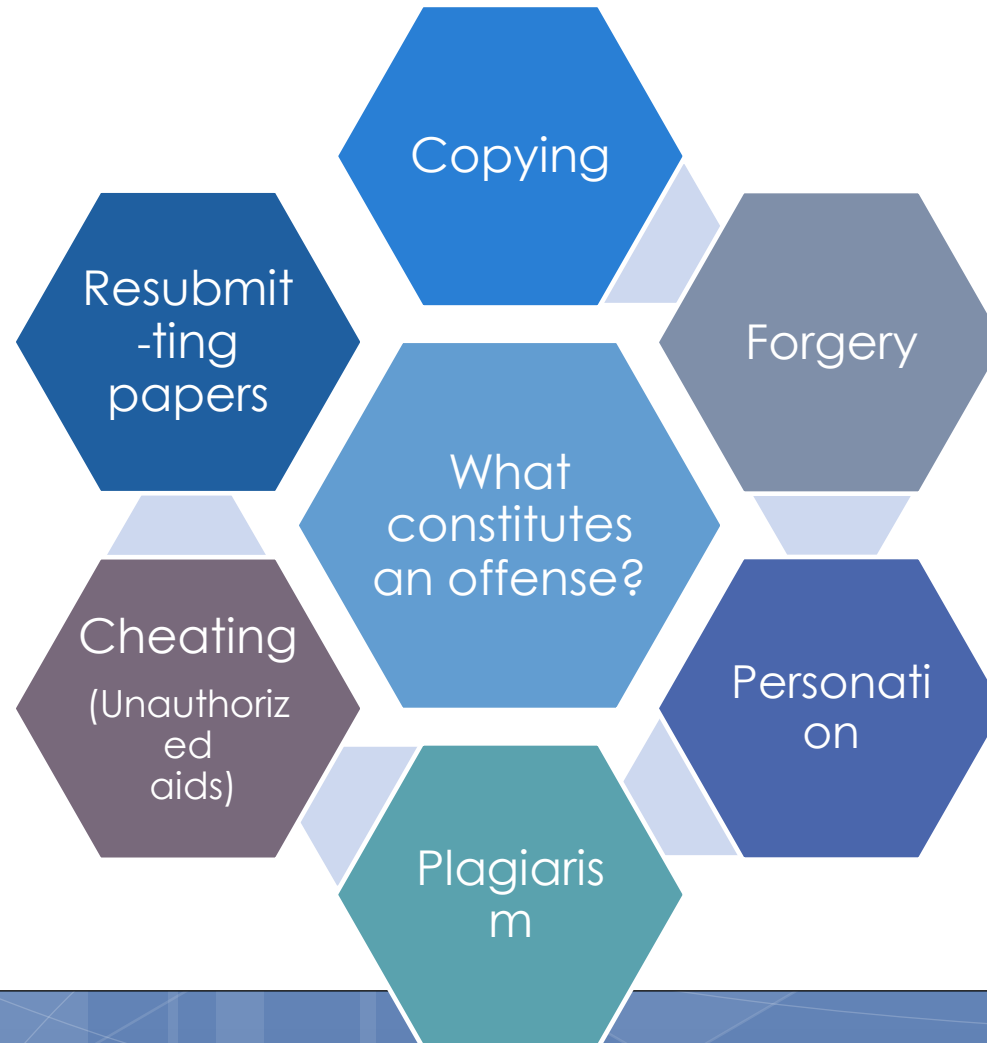 Copying
Forgery
Personati
on
Plagiaris
m
Cheating
(Unauthoriz
ed
aids)
Resubmit
-ting
papers
What
constitutes
an offense?